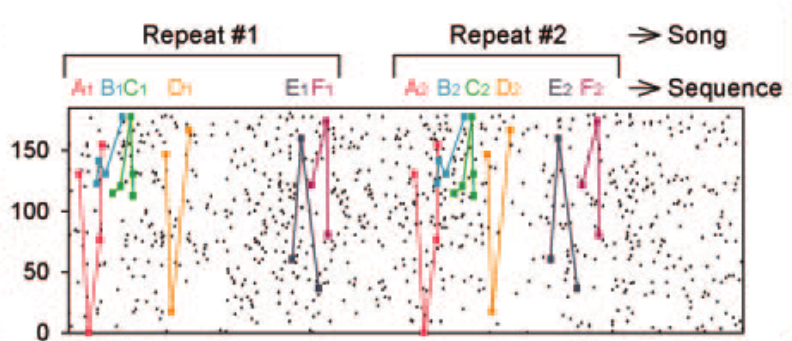 Repeat #1 Repeat #2 → Song
A1 B1 C1 D1 E1 F1 A2 B2 C2 D2 E2 F2 → Sequence
150
100
50
0